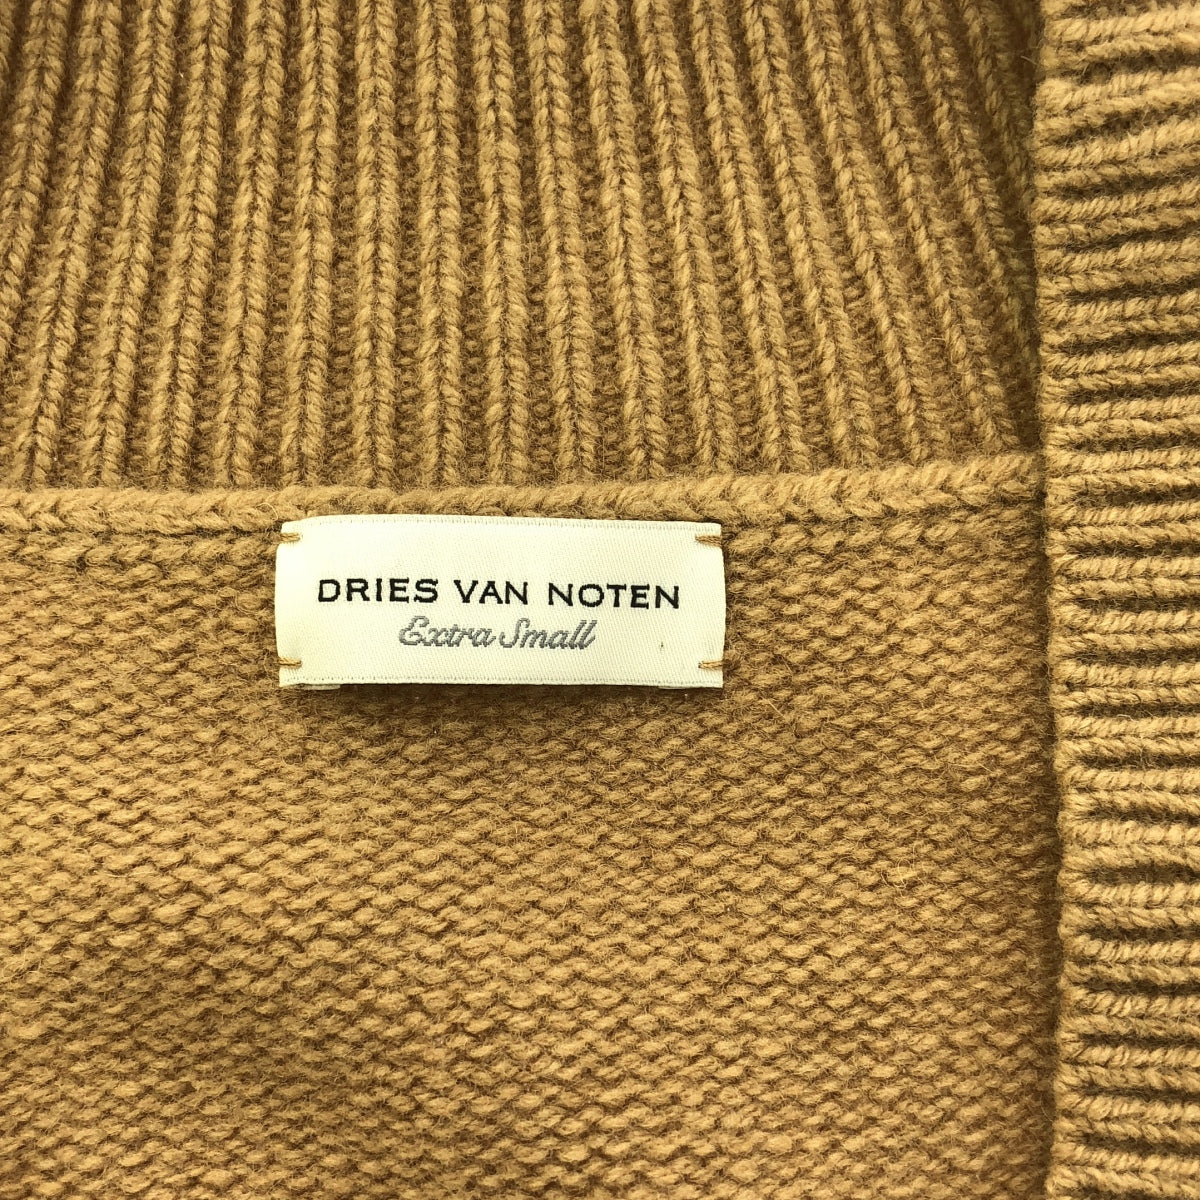 DRIES VAN NOTEN
Extra Small